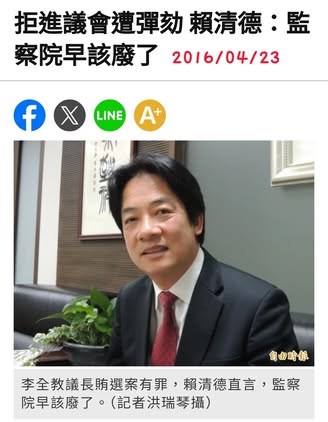 拒進議會遭彈劾 賴清德：監
察院早該廢了 2016/04/23
f X LINE A+
自由時報
李全教議長賄選案有罪，賴清德直言，監察
院早該廢了。（記者洪瑞琴攝）